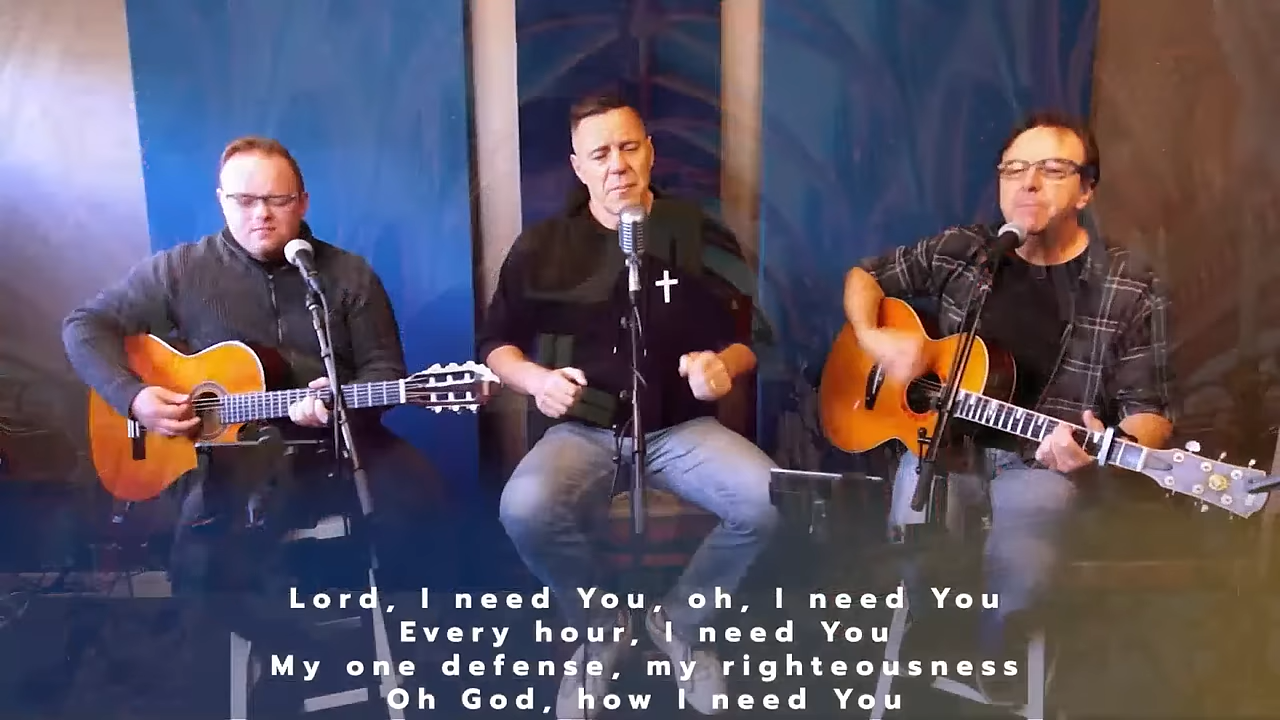 Lord, I need You, oh, I need You
Every hour, I need You
My one defense, my righteousness
Oh God, how I need You